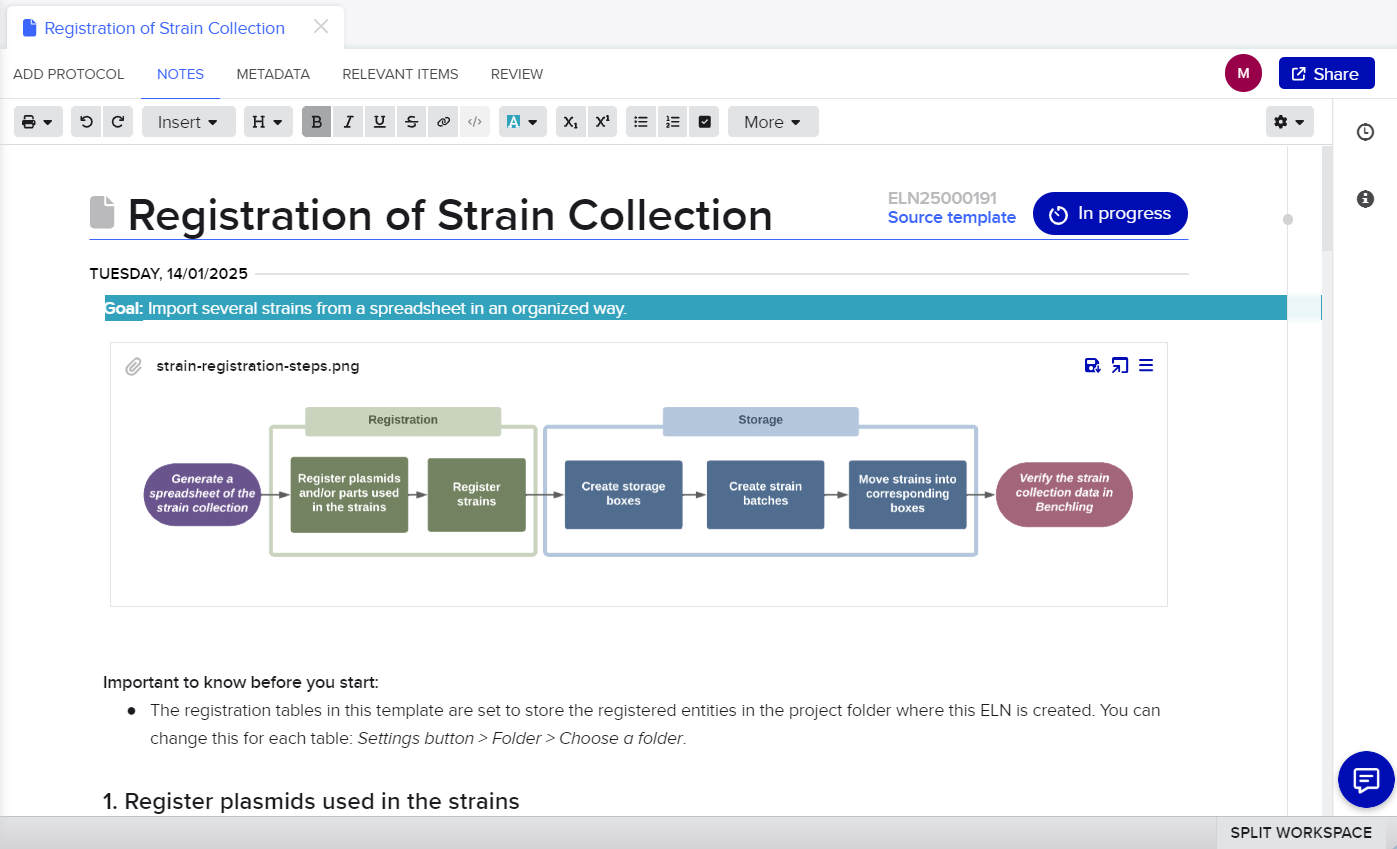 Registration of Strain Collection
ADD PROTOCOL NOTES METADATA RELEVANT ITEMS REVIEW M Share
Insert H B I U S </> A X₁ X¹ More
Registration of Strain Collection
ELN25000191
Source template
In progress
TUESDAY, 14/01/2025
Goal: Import several strains from a spreadsheet in an organized way.
strain-registration-steps.png
Registration
Storage
Generate a
spreadsheet of the
strain collection
Register plasmids
and/or parts used
in the strains
Register
strains
Create storage
boxes
Create strain
batches
Move strains into
corresponding
boxes
Verify the strain
collection data in
Benchling
Important to know before you start:
● The registration tables in this template are set to store the registered entities in the project folder where this ELN is created. You can
change this for each table: Settings button > Folder > Choose a folder.
1. Register plasmids used in the strains
SPLIT WORKSPACE